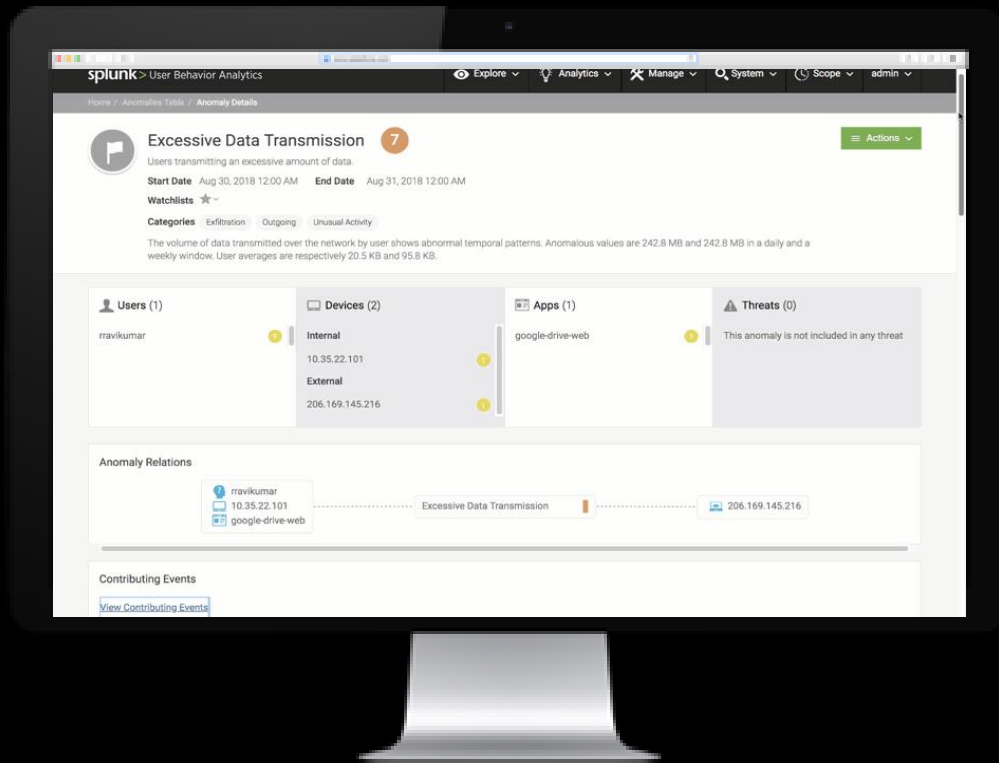 splunk> User Behavior Analytics
Explore Analytics Manage System Scope admin
Home / Anomalies Table / Anomaly Details
Excessive Data Transmission 7
Actions
Users transmitting an excessive amount of data.
Start Date Aug 30, 2018 12:00 AM End Date Aug 31, 2018 12:00 AM
Watchlists
Categories Exfiltration Outgoing Unusual Activity
The volume of data transmitted over the network by user shows abnormal temporal patterns. Anomalous values are 242.8 MB and 242.8 MB in a daily and a
weekly window. User averages are respectively 20.5 KB and 95.8 KB.
Users (1)
rravikumar 1
Devices (2)
Internal
10.35.22.101 1
External
206.169.145.216 1
Apps (1)
google-drive-web 1
Threats (0)
This anomaly is not included in any threat
Anomaly Relations
rravikumar
10.35.22.101
google-drive-web
Excessive Data Transmission
206.169.145.216
Contributing Events
View Contributing Events